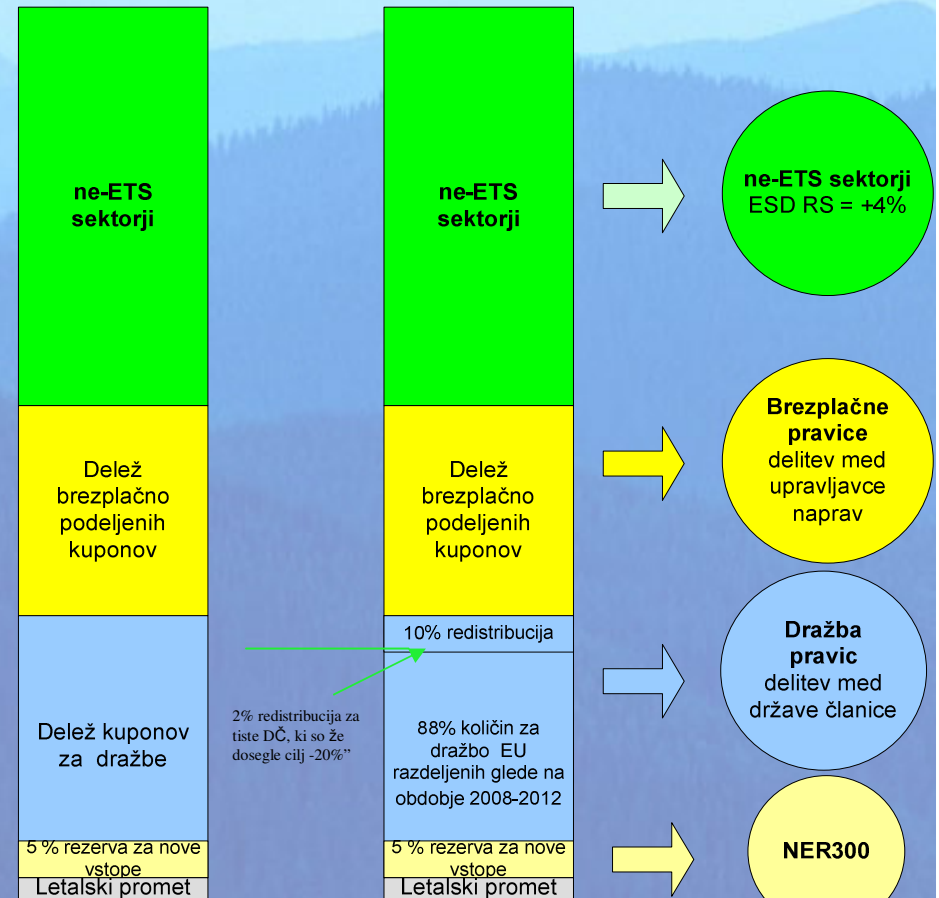 ne-ETS
sektorji
Delež
brezplačno
podeljenih
kuponov
Delež kuponov
za dražbe
5 % rezerva za nove
vstope
Letalski promet
2% redistribucija za
tiste DČ, ki so že
dosegle cilj -20%”
ne-ETS
sektorji
Delež
brezplačno
podeljenih
kuponov
10% redistribucija
88% količin za
dražbo EU
razdeljenih glede na
obdobje 2008-2012
5 % rezerva za nove
vstope
Letalski promet
ne-ETS sektorji
ESD RS = +4%
Brezplačne
pravice
delitev med
upravljavce
naprav
Dražba
pravic
delitev med
države članice
NER300